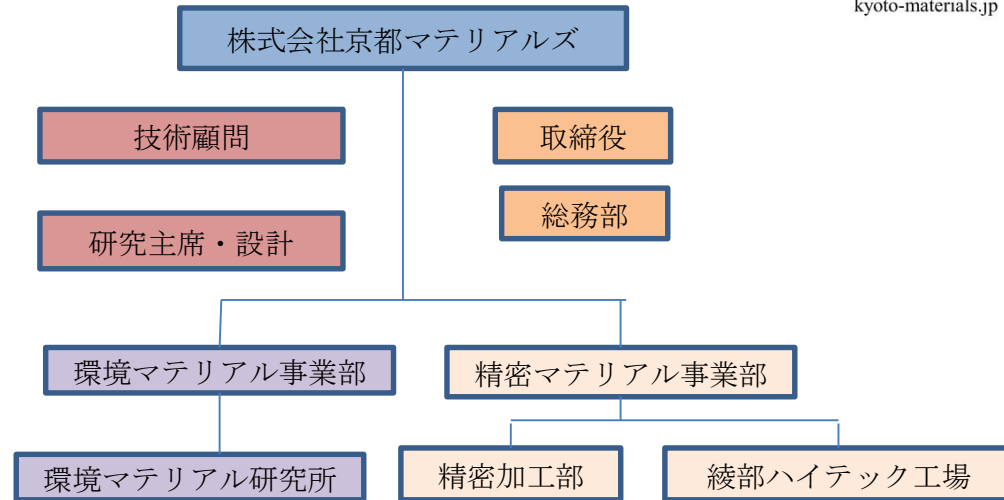 kyoto-materials.jp
株式会社京都マテリアルズ
技術顧問
取締役
総務部
研究主席・設計
環境マテリアル事業部
精密マテリアル事業部
環境マテリアル研究所
精密加工部
綾部ハイテック工場